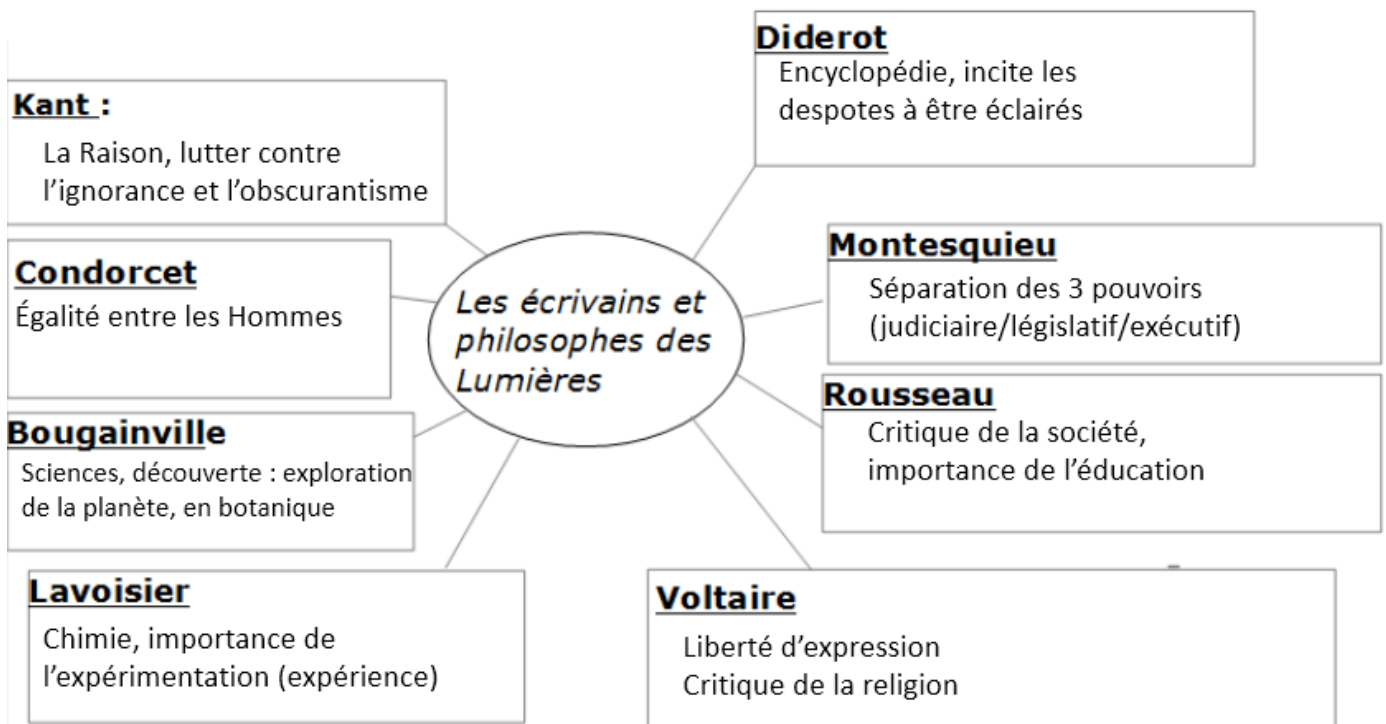 Diderot
Encyclopédie, incite les
despotes à être éclairés
Kant :
La Raison, lutter contre
l’ignorance et l’obscurantisme
Condorcet
Égalité entre les Hommes
Les écrivains et
philosophes des
Lumières
Montesquieu
Séparation des 3 pouvoirs
(judiciaire/législatif/exécutif)
Rousseau
Critique de la société,
importance de l’éducation
Bougainville
Sciences, découverte : exploration
de la planète, en botanique
Lavoisier
Chimie, importance de
l’expérimentation (expérience)
Voltaire
Liberté d’expression
Critique de la religion